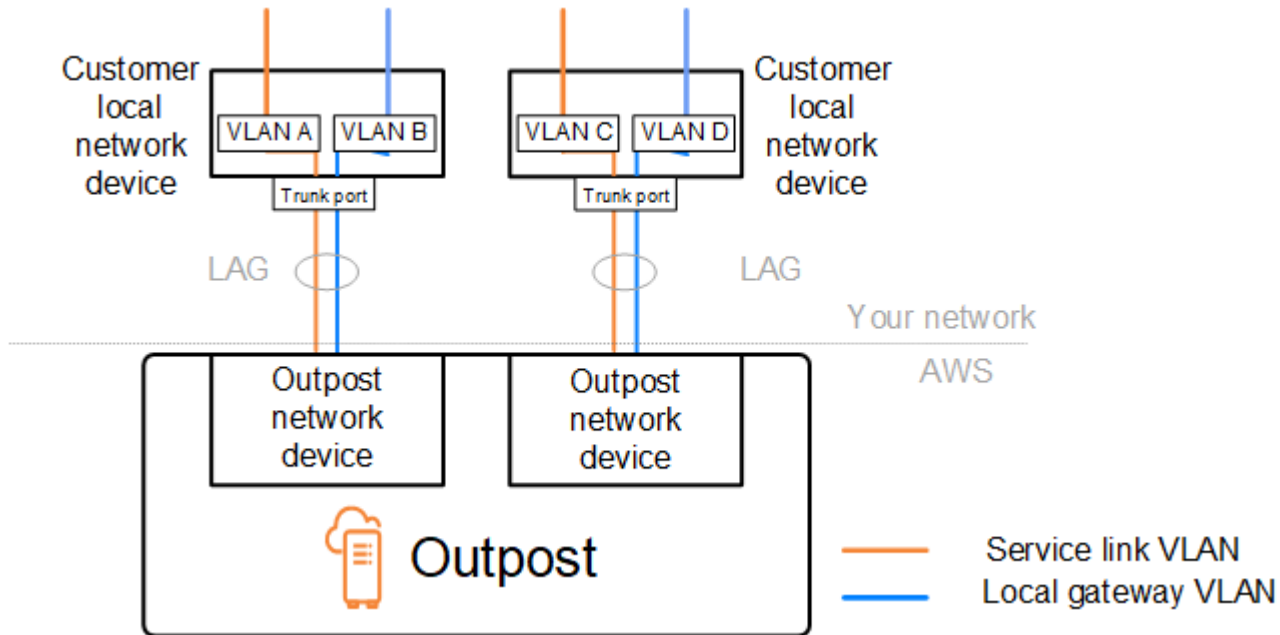 Customer
local
network
device
VLAN A
VLAN B
Trunk port
VLAN C
VLAN D
Trunk port
Customer
local
network
device
LAG
LAG
Your network
AWS
Outpost
network
device
Outpost
network
device
Outpost
Service link VLAN
Local gateway VLAN